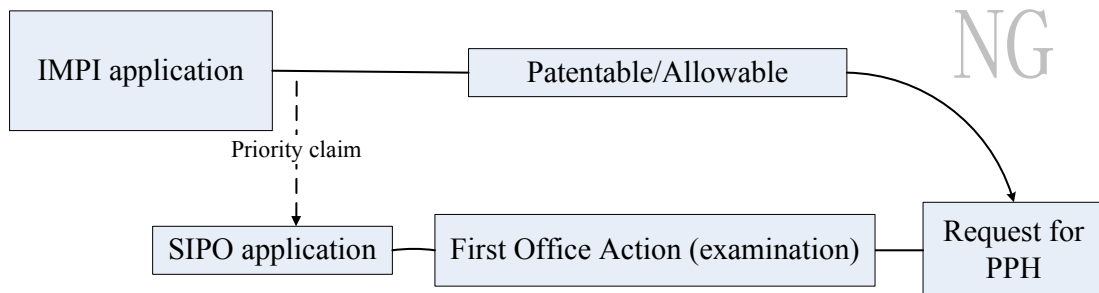 NG
IMPI application
Patentable/Allowable
Priority claim
SIPO application
First Office Action (examination)
Request for
PPH